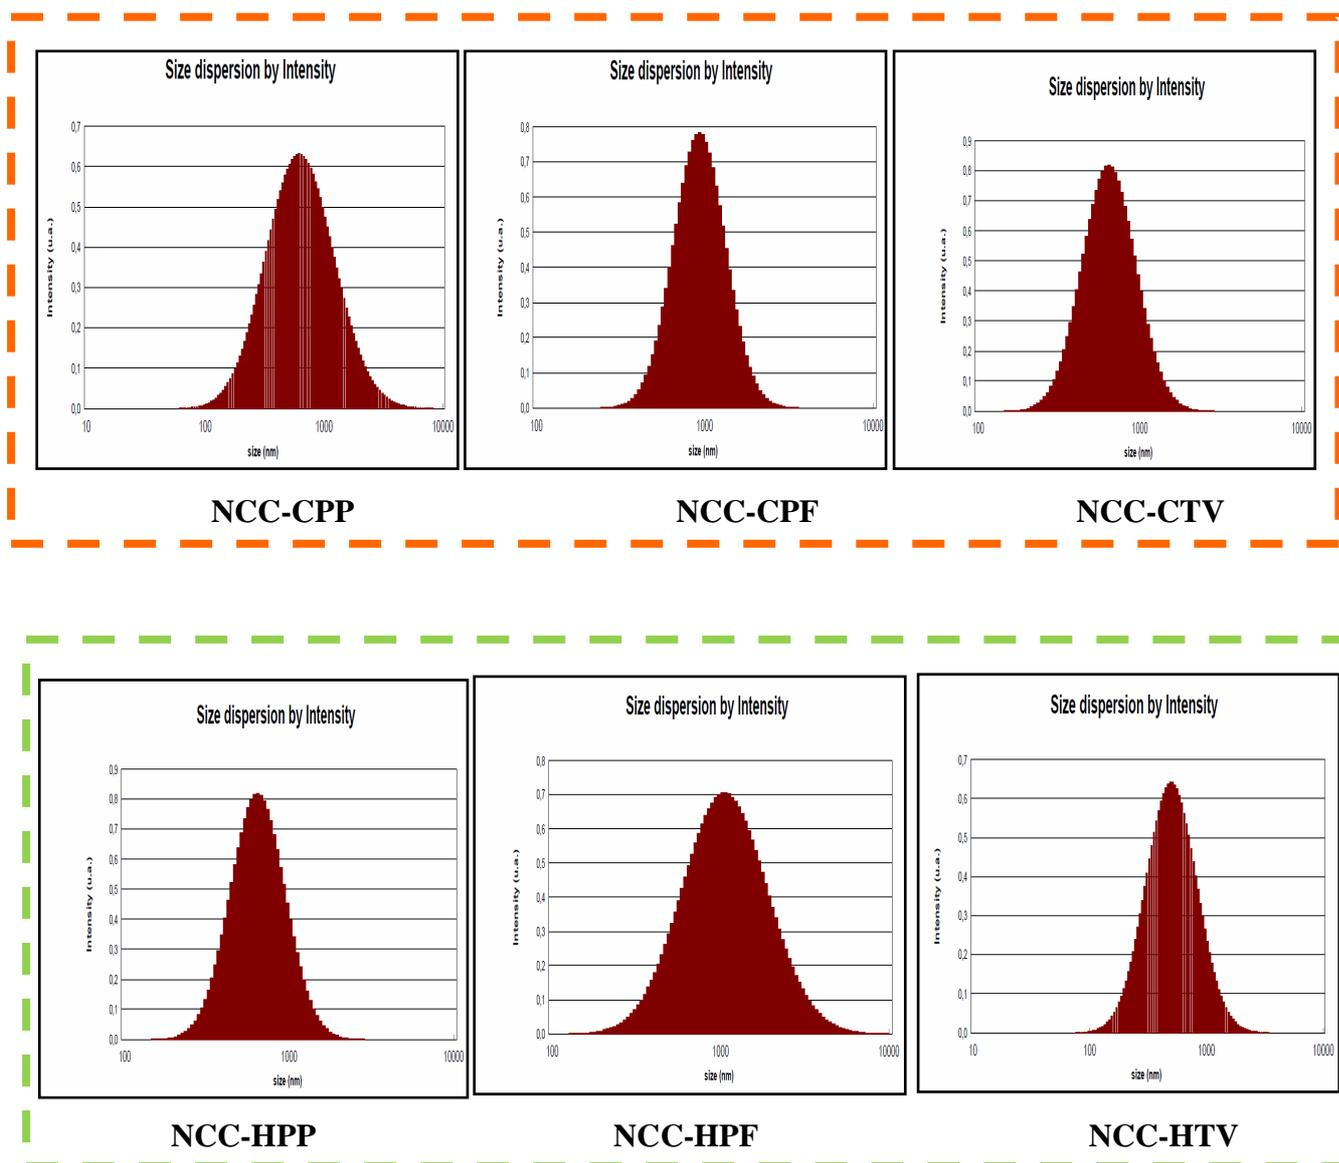 Size dispersion by Intensity
Intensity (u.a.)
0,7
0,6
0,5
0,4
0,3
0,2
0,1
0,0
10 100 1000 10000
size (nm)
NCC-CPP
Size dispersion by Intensity
Intensity (u.a.)
0,8
0,7
0,6
0,5
0,4
0,3
0,2
0,1
0,0
100 1000 10000
size (nm)
NCC-CPF
Size dispersion by Intensity
Intensity (u.a.)
0,9
0,8
0,7
0,6
0,5
0,4
0,3
0,2
0,1
0,0
100 1000 10000
size (nm)
NCC-CTV
Size dispersion by Intensity
Intensity (u.a.)
0,9
0,8
0,7
0,6
0,5
0,4
0,3
0,2
0,1
0,0
100 1000 10000
size (nm)
NCC-HPP
Size dispersion by Intensity
Intensity (u.a.)
0,8
0,7
0,6
0,5
0,4
0,3
0,2
0,1
0,0
100 1000 10000
size (nm)
NCC-HPF
Size dispersion by Intensity
Intensity (u.a.)
0,7
0,6
0,5
0,4
0,3
0,2
0,1
0,0
10 100 1000 10000
size (nm)
NCC-HTV